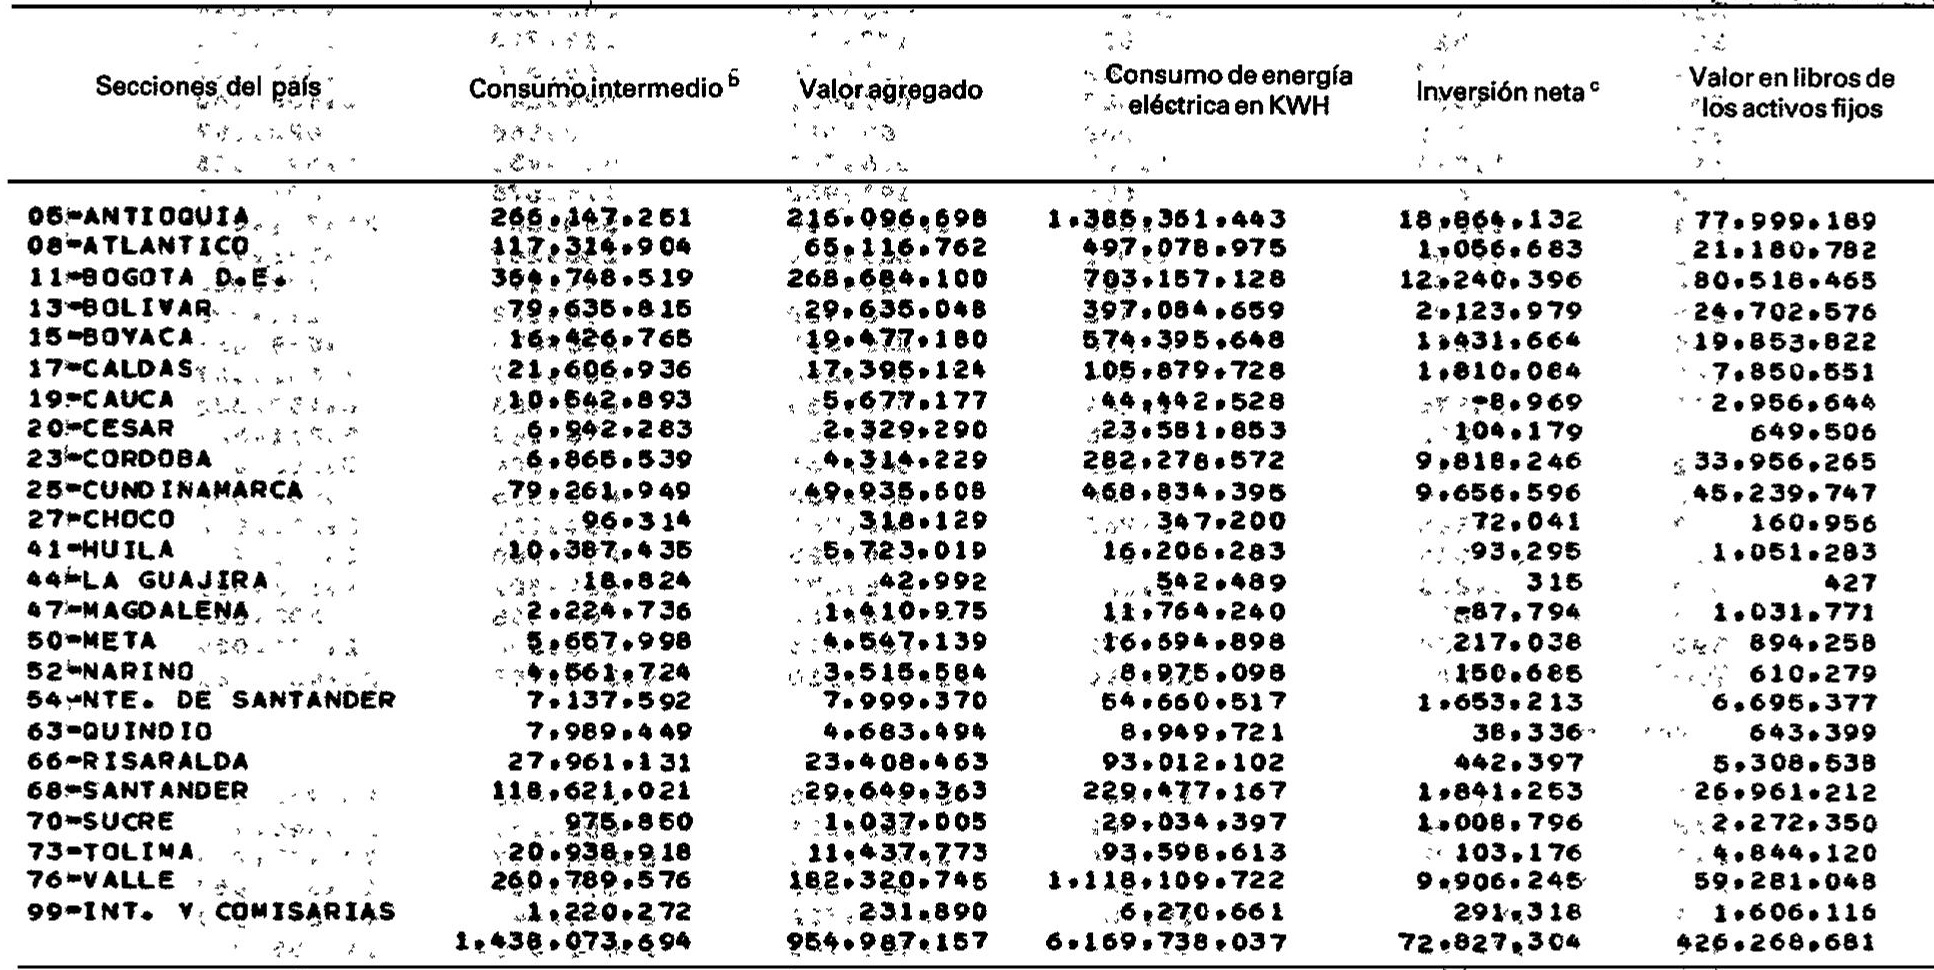 Secciones del país Consumo intermedio b Valor agregado Consumo de energía eléctrica en KWH Inversión neta c Valor en libros de los activos fijos
05-ANTIOQUIA 266.147.251 216.096.698 1.385.361.443 18.864.132 77.999.189
08-ATLANTICO 117.314.904 65.116.762 497.078.975 1.056.683 21.180.782
11-BOGOTA D.E. 364.748.519 268.684.100 703.157.128 12.240.396 80.518.465
13-BOLIVAR 79.635.815 29.635.048 397.084.659 2.123.979 24.702.576
15-BOYACA 16.426.765 19.477.180 574.395.648 1.431.664 19.853.822
17-CALDAS 21.606.936 17.395.124 105.879.728 1.810.084 7.850.551
19-CAUCA 10.542.893 5.677.177 44.442.528 -8.969 2.956.644
20-CESAR 6.942.283 2.329.290 23.581.853 104.179 649.506
23-CORDOBA 6.865.539 4.314.229 282.278.572 9.818.246 33.956.265
25-CUNDINAMARCA 79.261.949 49.935.608 468.834.395 9.656.596 45.239.747
27-CHOCO 96.314 318.129 347.200 72.041 160.956
41-HUILA 10.387.435 5.723.019 16.206.283 93.295 1.051.283
44-LA GUAJIRA 18.824 42.992 542.489 315 427
47-MAGDALENA 2.224.736 1.410.975 11.764.240 -87.794 1.031.771
50-META 5.657.998 4.547.139 16.694.898 217.038 894.258
52-NARINO 4.561.724 3.515.584 8.975.098 150.685 610.279
54-NTE. DE SANTANDER 7.137.592 7.999.370 54.660.517 1.653.213 6.695.377
63-QUINDIO 7.989.449 4.683.494 8.949.721 38.336 643.399
66-RISARALDA 27.961.131 23.408.463 93.012.102 442.397 5.308.538
68-SANTANDER 118.621.021 29.649.363 229.477.167 1.841.253 26.961.212
70-SUCRE 975.850 1.037.005 29.034.397 1.008.796 2.272.350
73-TOLIMA 20.938.918 11.437.773 93.598.613 103.176 4.844.120
76-VALLE 260.789.576 182.320.745 1.118.109.722 9.906.245 59.281.048
99-INT. Y COMISARIAS 1.220.272 231.890 6.270.661 291.318 1.606.116
1.438.073.694 954.987.157 6.169.738.037 72.827.304 426.268.681